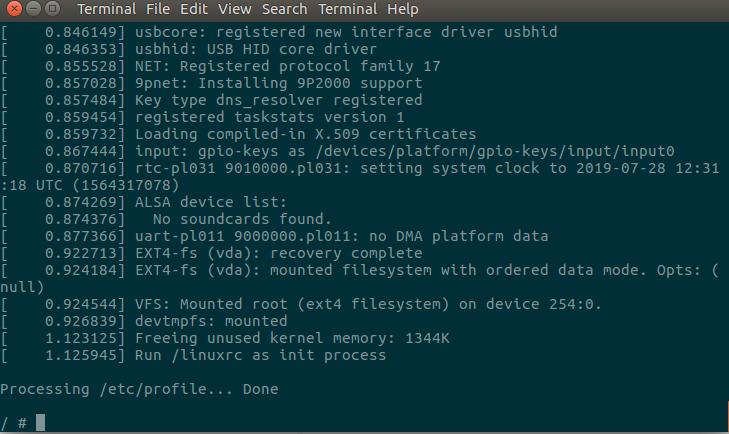 Terminal File Edit View Search Terminal Help
[    0.846149] usbcore: registered new interface driver usbhid
[    0.846353] usbhid: USB HID core driver
[    0.855528] NET: Registered protocol family 17
[    0.857028] 9pnet: Installing 9P2000 support
[    0.857484] Key type dns_resolver registered
[    0.859454] registered taskstats version 1
[    0.859732] Loading compiled-in X.509 certificates
[    0.867444] input: gpio-keys as /devices/platform/gpio-keys/input/input0
[    0.870716] rtc-pl031 9010000.pl031: setting system clock to 2019-07-28 12:31
:18 UTC (1564317078)
[    0.874269] ALSA device list:
[    0.874376]   No soundcards found.
[    0.877366] uart-pl011 9000000.pl011: no DMA platform data
[    0.922713] EXT4-fs (vda): recovery complete
[    0.924184] EXT4-fs (vda): mounted filesystem with ordered data mode. Opts: (
null)
[    0.924544] VFS: Mounted root (ext4 filesystem) on device 254:0.
[    0.926839] devtmpfs: mounted
[    1.123125] Freeing unused kernel memory: 1344K
[    1.125945] Run /linuxrc as init process
Processing /etc/profile... Done
/ #